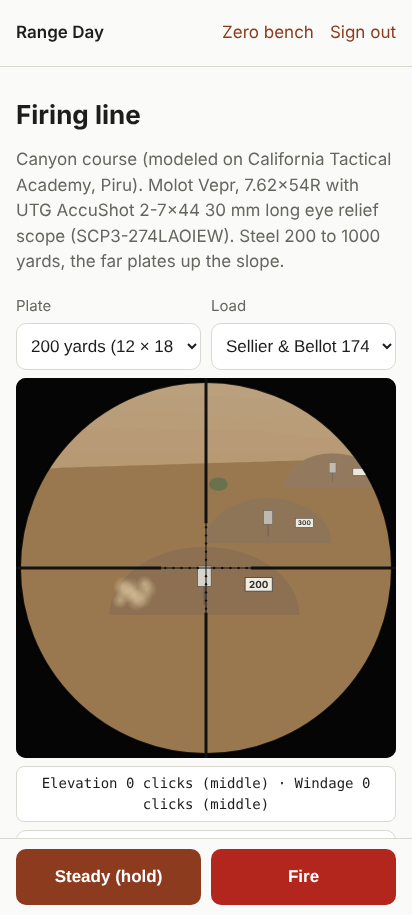 Range Day
Zero bench
Sign out
Firing line
Canyon course (modeled on California Tactical
Academy, Piru). Molot Vepr, 7.62×54R with
UTG AccuShot 2-7×44 30 mm long eye relief
scope (SCP3-274LAOIEW). Steel 200 to 1000
yards, the far plates up the slope.
Plate
Load
200 yards (12 × 18
Sellier & Bellot 174
300
200
Elevation 0 clicks (middle) · Windage 0
clicks (middle)
Steady (hold)
Fire